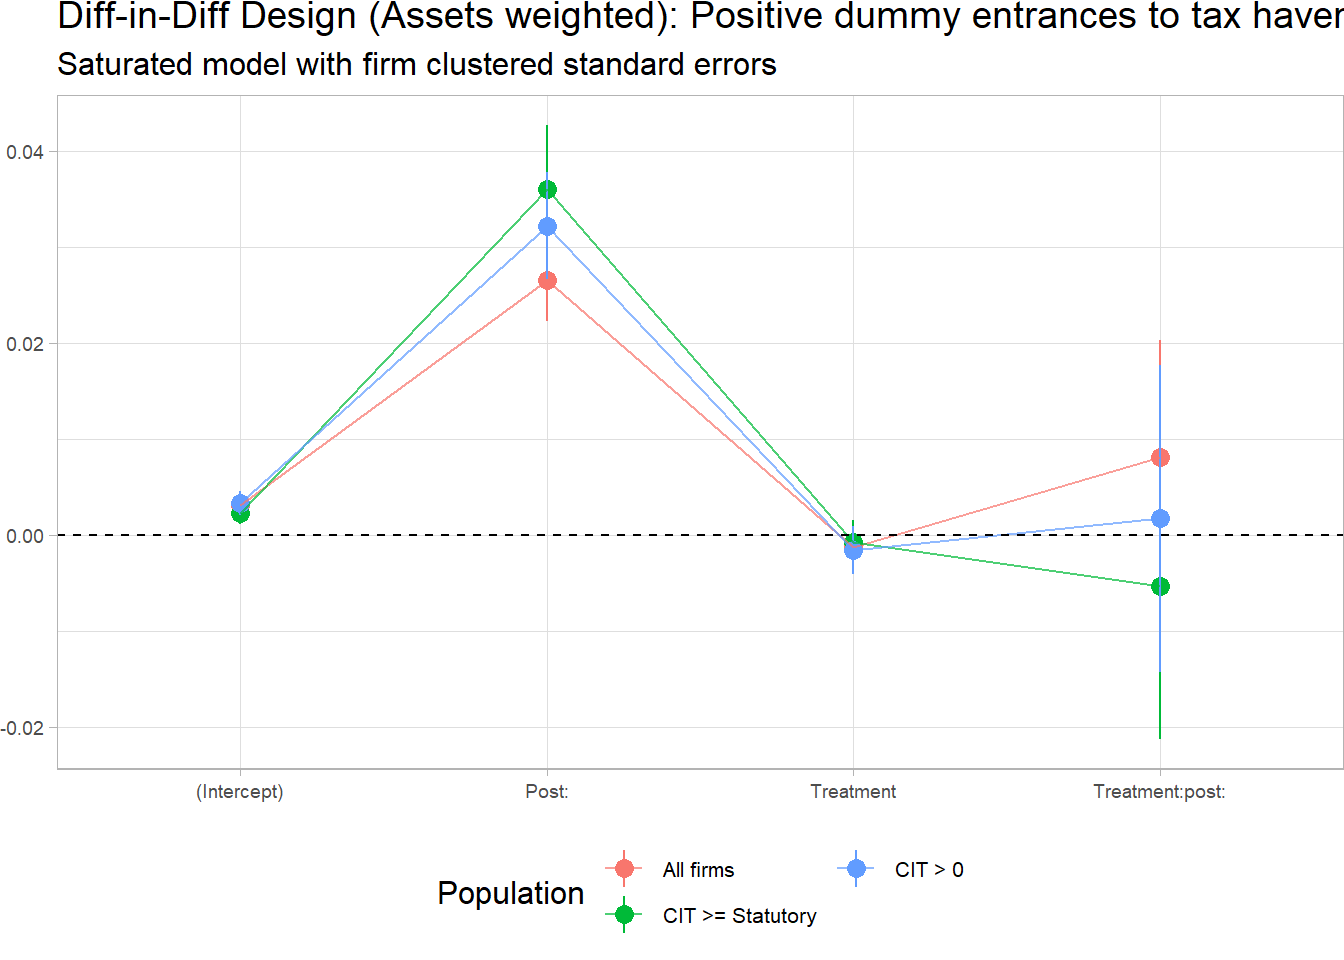 Diff-in-Diff Design (Assets weighted): Positive dummy entrances to tax haven
Saturated model with firm clustered standard errors
0.04
0.02
0.00
-0.02
(Intercept) Post: Treatment Treatment:post:
Population
All firms CIT > 0
CIT >= Statutory